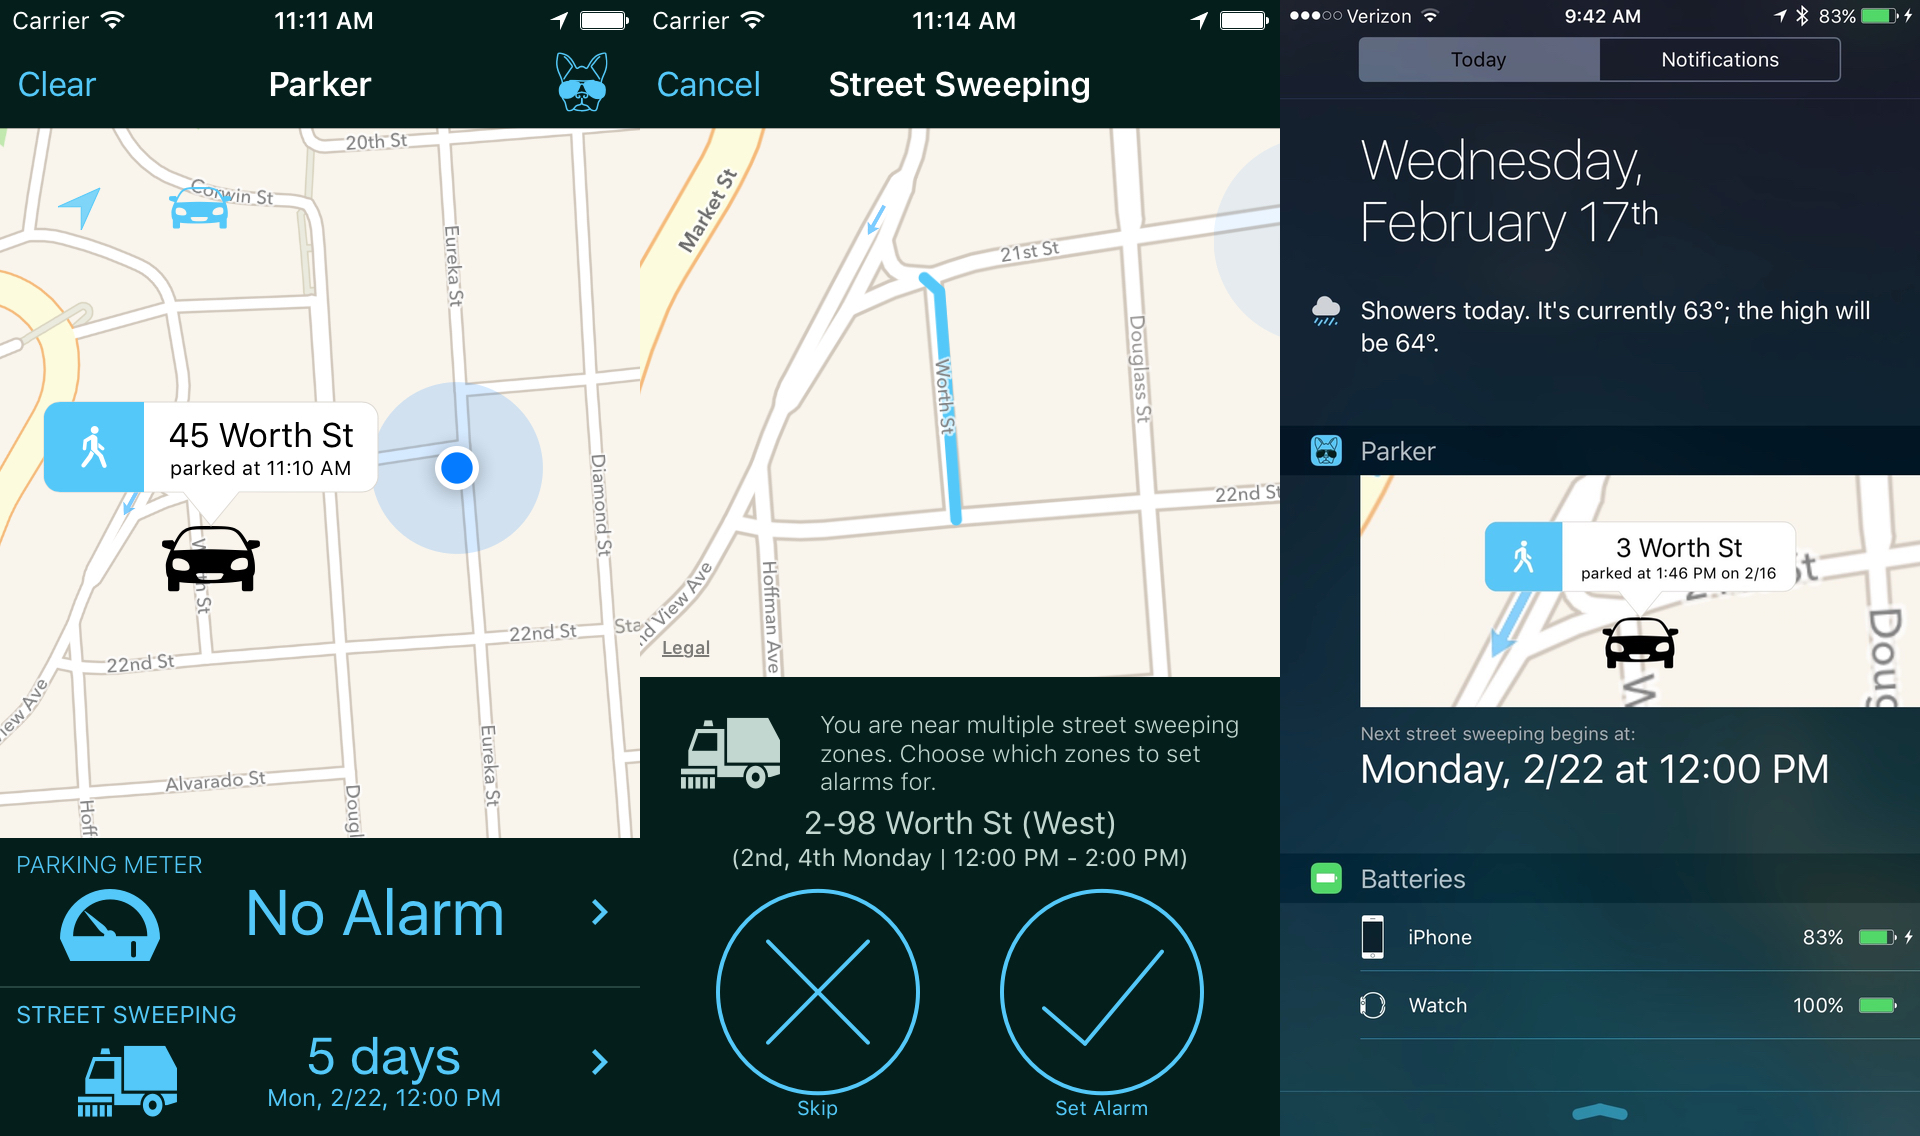 Carrier
11:11 AM
Clear
Parker
20th St
Corwin St
Eureka St
45 Worth St
parked at 11:10 AM
Diamond St
22nd St
22nd St
View Ave
Alvarado St
Hoff
Dougl
Eureka St
PARKING METER
No Alarm
STREET SWEEPING
5 days
Mon, 2/22, 12:00 PM
Carrier
11:14 AM
Cancel
Street Sweeping
Market St
21st St
Worth St
Douglass St
22nd St
Hoffman Ave
View Ave
Sta
Legal
You are near multiple street sweeping
zones. Choose which zones to set
alarms for.
2-98 Worth St (West)
(2nd, 4th Monday | 12:00 PM - 2:00 PM)
Skip
Set Alarm
Verizon
9:42 AM
83%
Today
Notifications
Wednesday,
February 17th
Showers today. It's currently 63°; the high will
be 64°.
Parker
3 Worth St
parked at 1:46 PM on 2/16
St
Doug
W
Next street sweeping begins at:
Monday, 2/22 at 12:00 PM
Batteries
iPhone
83%
Watch
100%